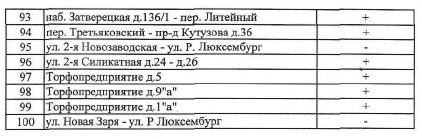 93 наб. Затверецкая д.136/1 - пер. Литейный +
94 пер. Третьяковский - пр-д Кутузова д.36 +
95 ул. 2-я Новозаводская - ул. Р. Люксембург -
96 ул. 2-я Силикатная д.24 - д.26 +
97 Торфопредприятие д.5 +
98 Торфопредприятие д.9"а" +
99 Торфопредприятие д.1"а" +
100 ул. Новая Заря - ул. Р Люксембург -